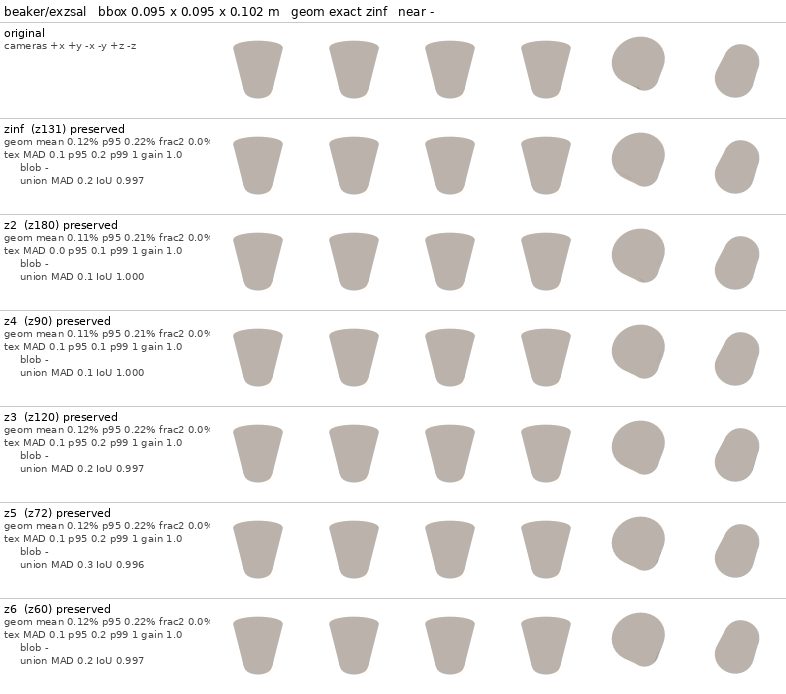 beaker/exzsal bbox 0.095 x 0.095 x 0.102 m geom exact zinf near -
original
cameras +x +y -x -y +z -z
zinf (z131) preserved
geom mean 0.12% p95 0.22% frac2 0.0%
tex MAD 0.1 p95 0.2 p99 1 gain 1.0
blob -
union MAD 0.2 IoU 0.997
z2 (z180) preserved
geom mean 0.11% p95 0.21% frac2 0.0%
tex MAD 0.0 p95 0.1 p99 1 gain 1.0
blob -
union MAD 0.1 IoU 1.000
z4 (z90) preserved
geom mean 0.11% p95 0.21% frac2 0.0%
tex MAD 0.1 p95 0.1 p99 1 gain 1.0
blob -
union MAD 0.1 IoU 1.000
z3 (z120) preserved
geom mean 0.12% p95 0.22% frac2 0.0%
tex MAD 0.1 p95 0.2 p99 1 gain 1.0
blob -
union MAD 0.2 IoU 0.997
z5 (z72) preserved
geom mean 0.12% p95 0.22% frac2 0.0%
tex MAD 0.1 p95 0.2 p99 1 gain 1.0
blob -
union MAD 0.3 IoU 0.996
z6 (z60) preserved
geom mean 0.12% p95 0.22% frac2 0.0%
tex MAD 0.1 p95 0.2 p99 1 gain 1.0
blob -
union MAD 0.2 IoU 0.997